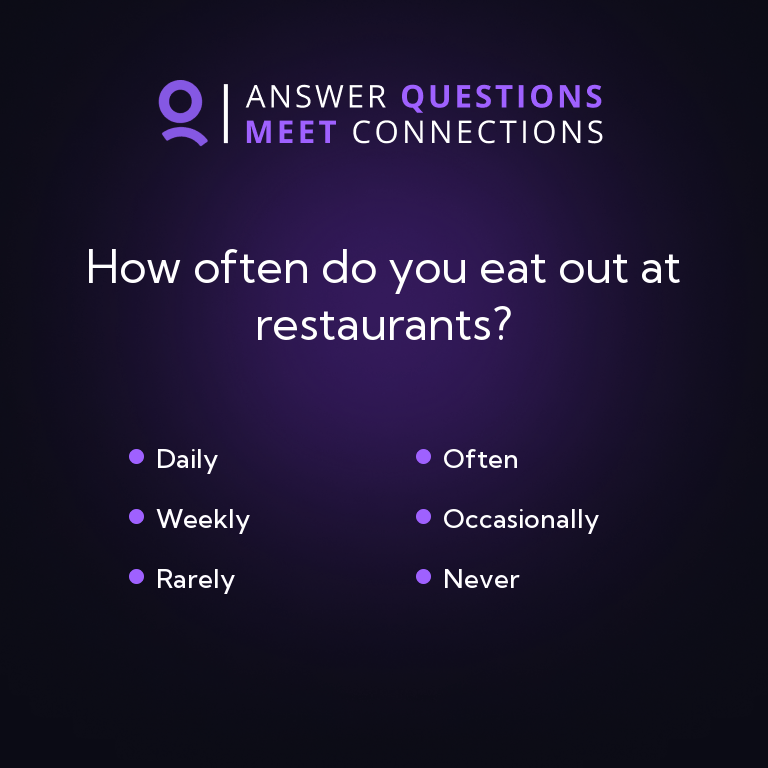 ANSWER QUESTIONS
MEET CONNECTIONS
How often do you eat out at
restaurants?
Daily
Often
Weekly
Occasionally
Rarely
Never